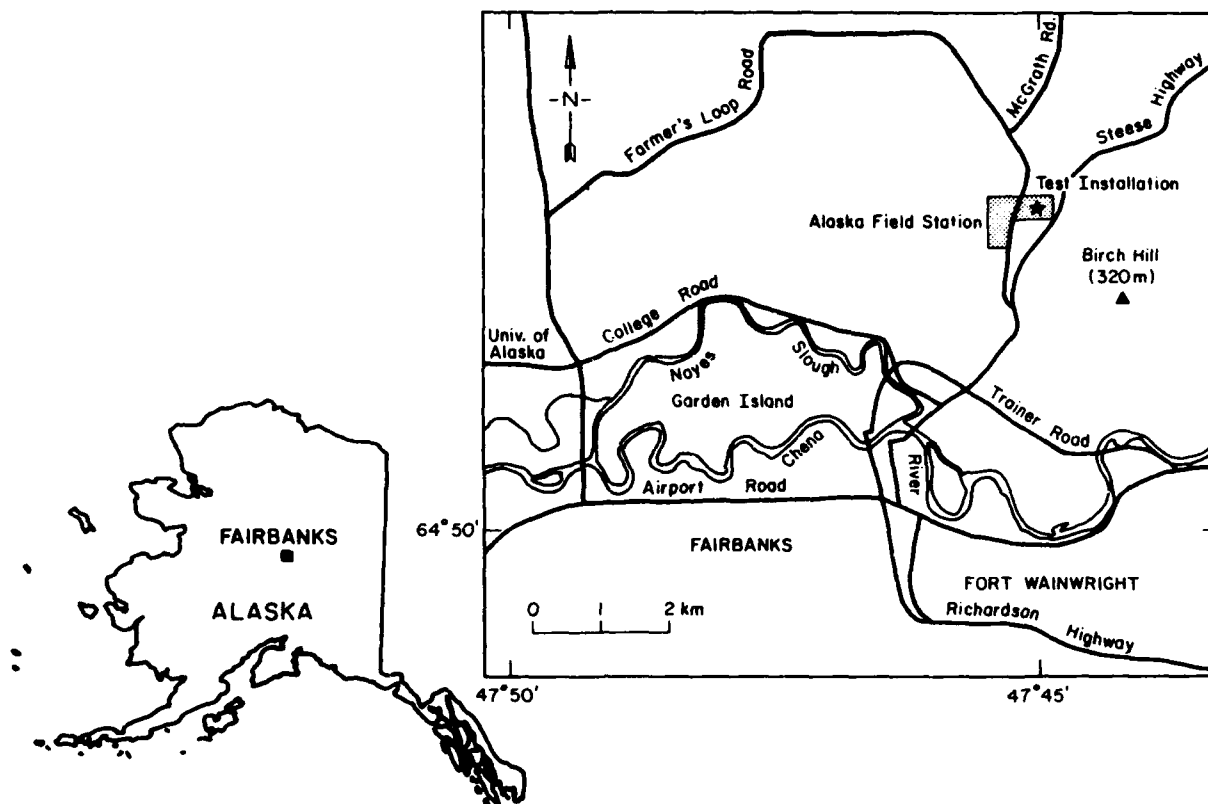 -N-
Farmer's Loop Road
McGrath Rd.
Steese Highway
Test Installation
Alaska Field Station
Birch Hill
(320m)
College Road
Univ. of
Alaska
Noyes Slough
Garden Island
Trainer Road
Chena River
Airport Road
64°50'
FAIRBANKS
FORT WAINWRIGHT
0 1 2 km
Richardson Highway
47°50'
47°45'
FAIRBANKS
ALASKA